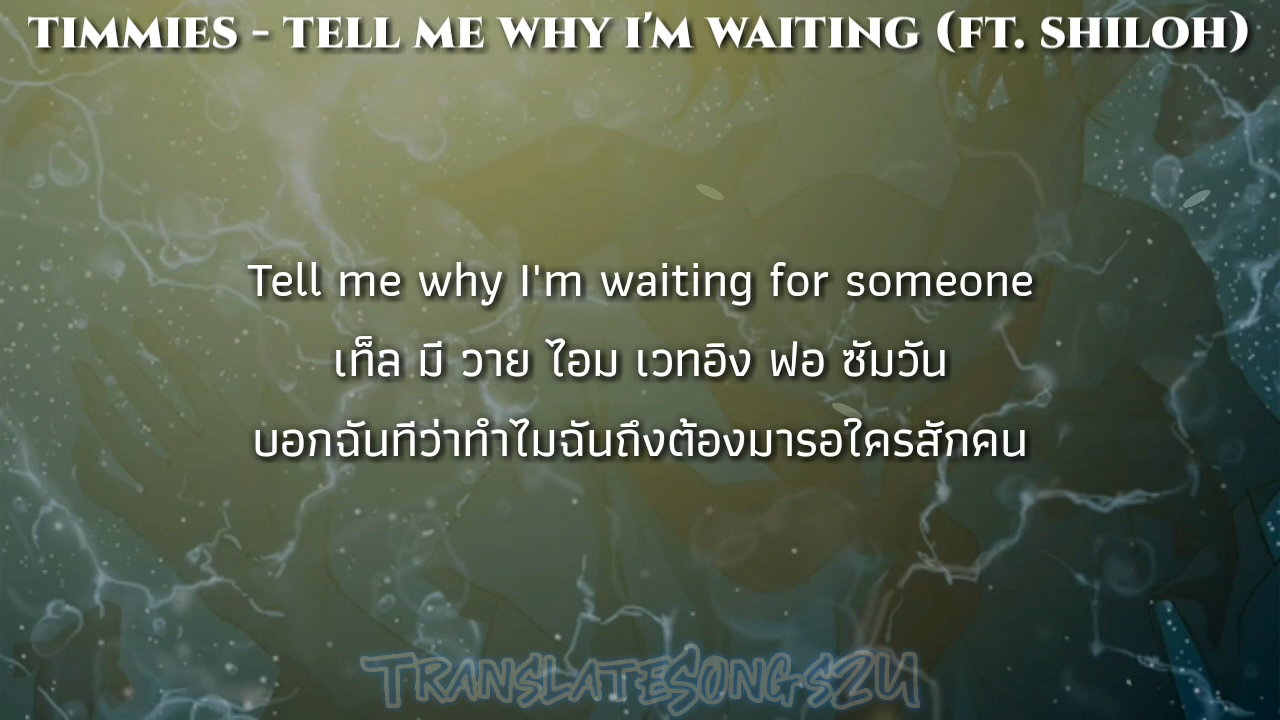 TIMMIES - TELL ME WHY I'M WAITING (FT. SHILOH)
Tell me why I'm waiting for someone
เท็ล มี วาย ไอม เวทอิง ฟอ ซัมวัน
บอกฉันทีว่าทำไมฉันถึงต้องมารอใครสักคน
TRANSLATESONGS2U